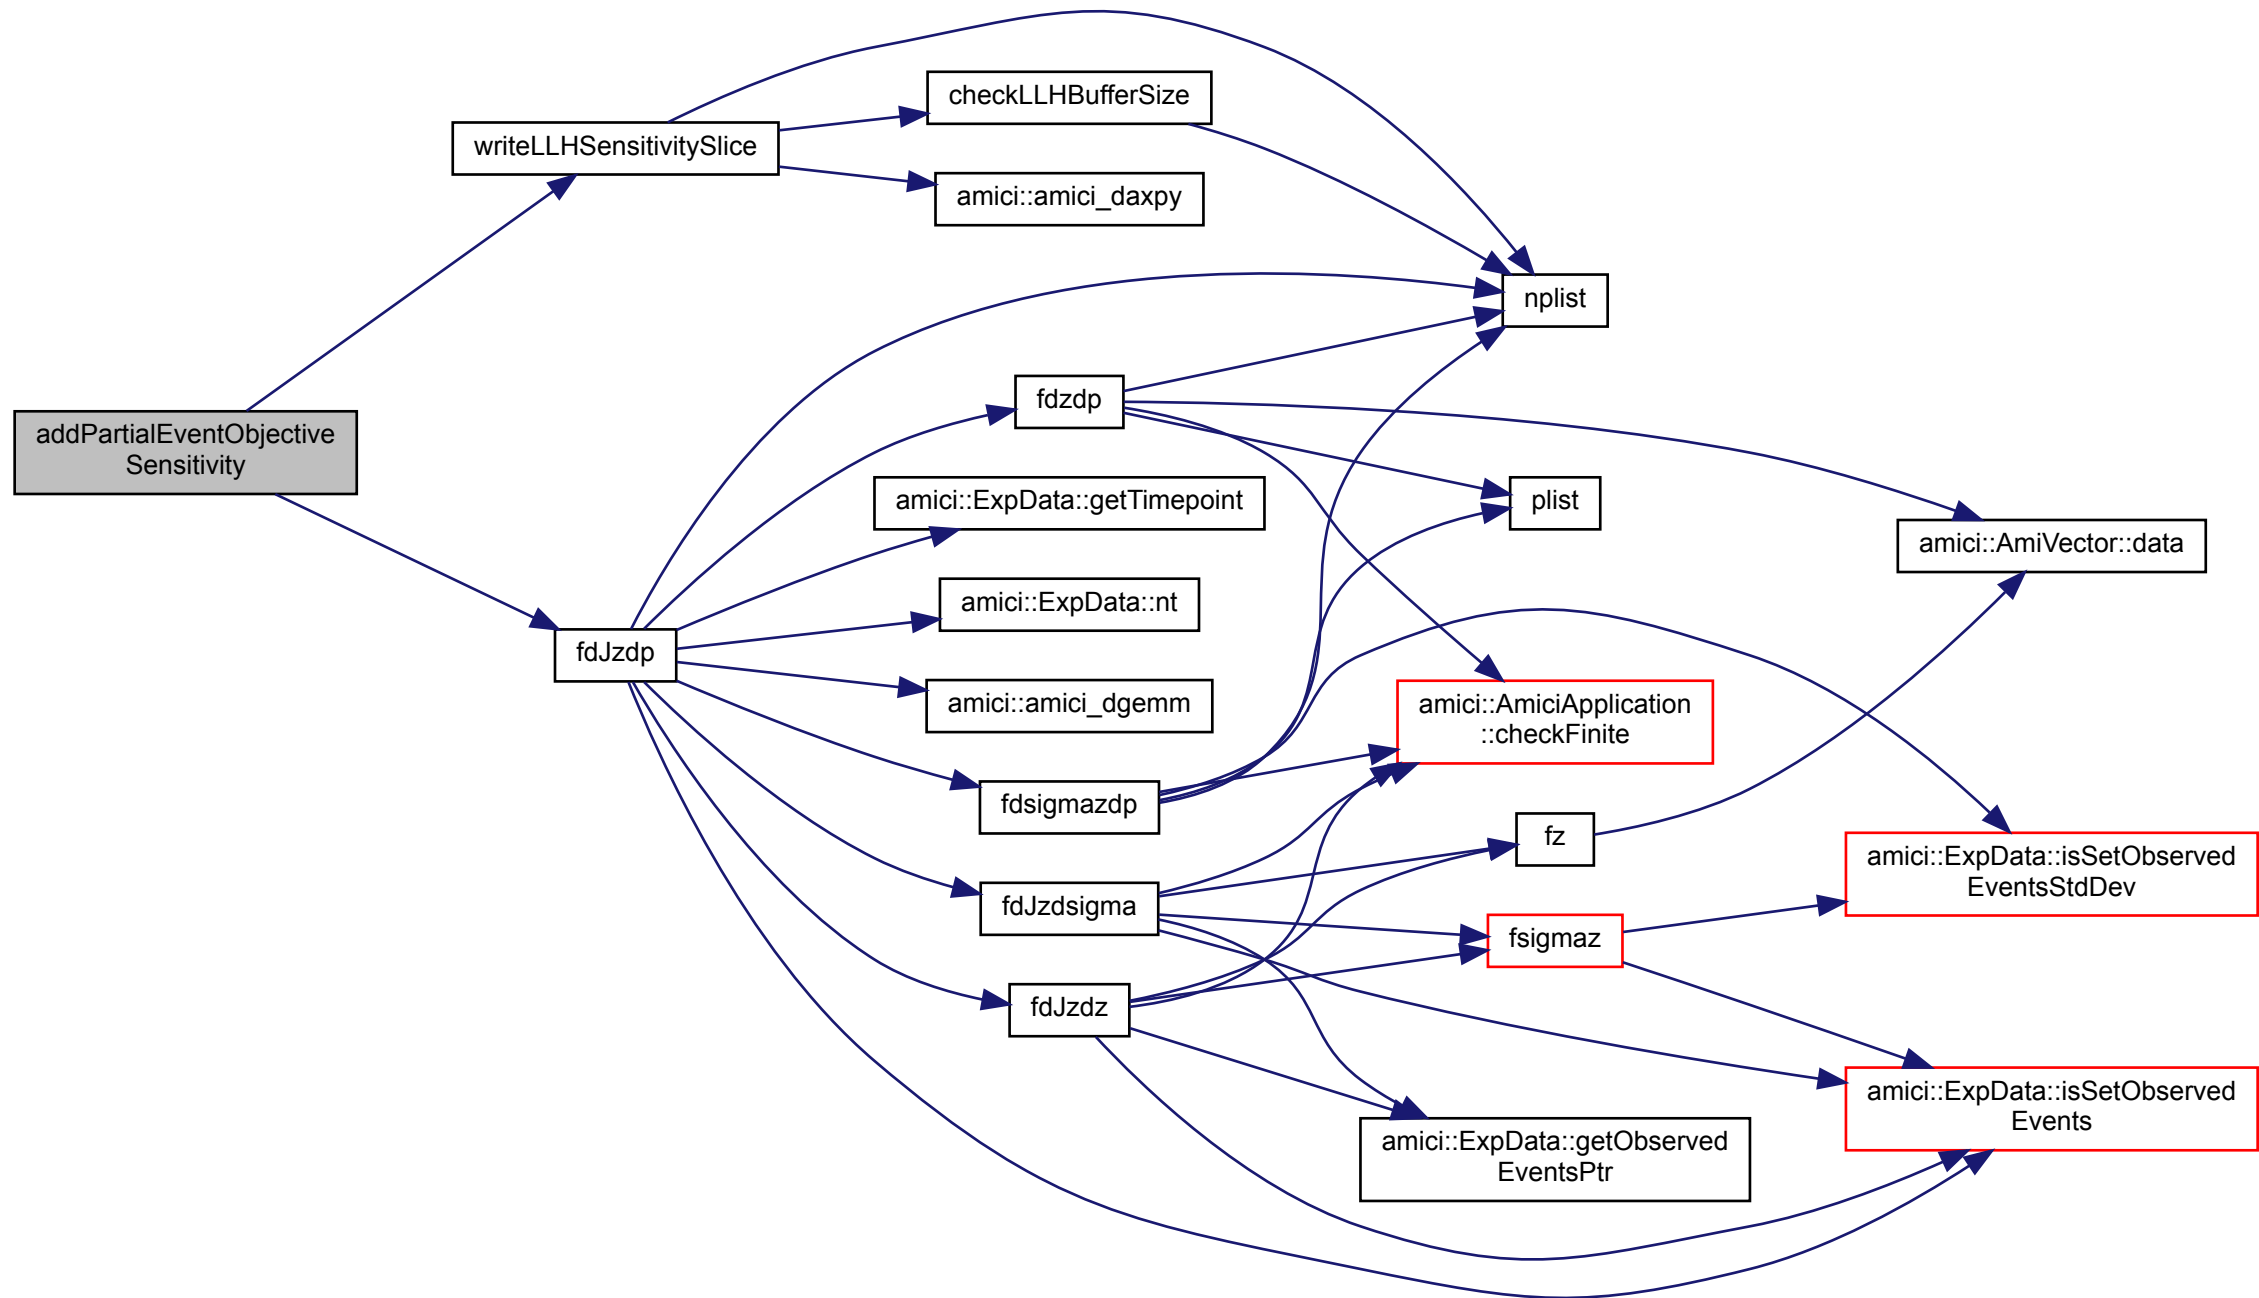 addPartialEventObjective
Sensitivity
writeLLHSensitivitySlice
checkLLHBufferSize
amici::amici_daxpy
nplist
fdJzdp
fdzdp
amici::ExpData::getTimepoint
amici::ExpData::nt
amici::amici_dgemm
fdsigmazdp
fdJzdsigma
fdJzdz
plist
amici::AmiciApplication
::checkFinite
fz
fsigmaz
amici::ExpData::getObserved
EventsPtr
amici::AmiVector::data
amici::ExpData::isSetObserved
EventsStdDev
amici::ExpData::isSetObserved
Events